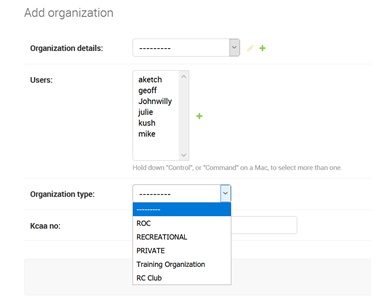 Add organization
Organization details:
---------
Users:
aketch
geoff
Johnwilly
julie
kush
mike
Hold down "Control", or "Command" on a Mac, to select more than one.
Organization type:
---------
---------
ROC
RECREATIONAL
PRIVATE
Training Organization
RC Club
Kcaa no: